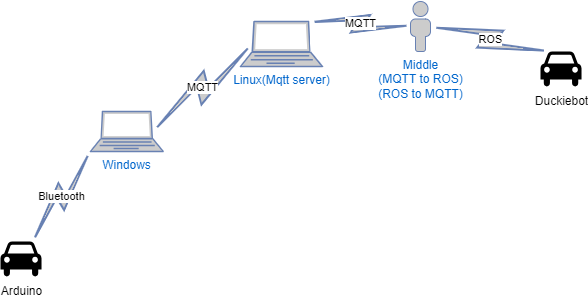 MQTT
ROS
Middle
(MQTT to ROS)
(ROS to MQTT)
Linux(Mqtt server)
MQTT
Duckiebot
Windows
Bluetooth
Arduino